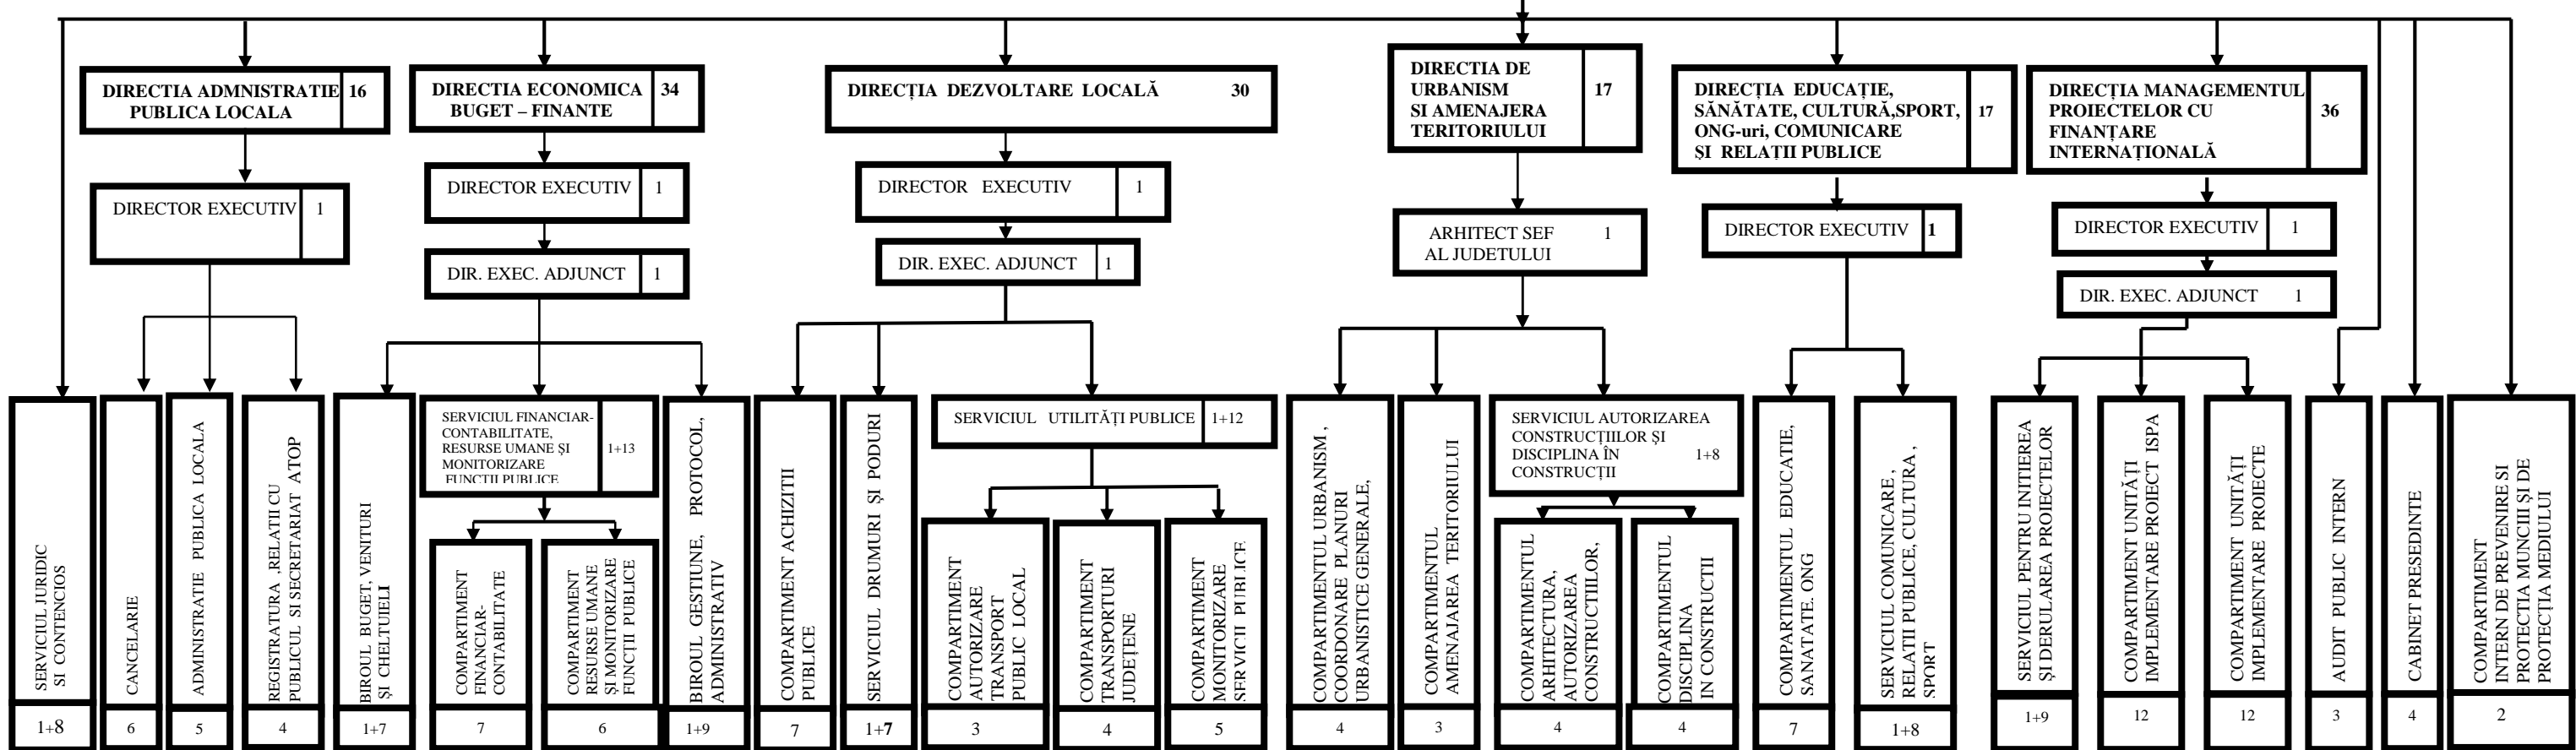 DIRECTIA ADMNISTRATIE
PUBLICA LOCALA
16
DIRECTIA ECONOMICA
BUGET – FINANTE
34
DIRECȚIA DEZVOLTARE LOCALĂ 30
DIRECTIA DE
URBANISM
SI AMENAJERA
TERITORIULUI
17
DIRECȚIA EDUCAȚIE,
SĂNĂTATE, CULTURĂ,SPORT,
ONG-uri, COMUNICARE
ȘI RELAȚII PUBLICE
17
DIRECȚIA MANAGEMENTUL
PROIECTELOR CU
FINANȚARE
INTERNAȚIONALĂ
36
DIRECTOR EXECUTIV 1
DIRECTOR EXECUTIV 1
DIR. EXEC. ADJUNCT 1
DIRECTOR EXECUTIV 1
DIR. EXEC. ADJUNCT 1
ARHITECT SEF 1
AL JUDETULUI
DIRECTOR EXECUTIV 1
DIRECTOR EXECUTIV 1
DIR. EXEC. ADJUNCT 1
SERVICIUL JURIDIC
SI CONTENCIOS
1+8
CANCELARIE
6
ADMINISTRATIE PUBLICA LOCALA
5
REGISTRATURA ,RELATII CU
PUBLICUL SI SECRETARIAT ATOP
4
BIROUL BUGET, VENITURI
ȘI CHELTUIELI
1+7
SERVICIUL FINANCIAR-
CONTABILITATE,
RESURSE UMANE ȘI
MONITORIZARE
FUNCȚII PUBLICE
1+13
COMPARTIMENT
FINANCIAR-
CONTABILITATE
7
COMPARTIMENT
RESURSE UMANE
ȘI MONITORIZARE
FUNCȚII PUBLICE
6
BIROUL GESTIUNE, PROTOCOL,
ADMINISTRATIV
1+9
COMPARTIMENT ACHIZITII
PUBLICE
7
SERVICIUL DRUMURI ȘI PODURI
1+7
SERVICIUL UTILITĂȚI PUBLICE 1+12
COMPARTIMENT
AUTORIZARE
TRANSPORT
PUBLIC LOCAL
3
COMPARTIMENT
TRANSPORTURI
JUDEȚENE
4
COMPARTIMENT
MONITORIZARE
SERVICII PUBLICE
5
COMPARTIMENTUL URBANISM ,
COORDONARE PLANURI
URBANISTICE GENERALE,
4
COMPARTIMENTUL
AMENAJAREA TERITORIULUI
3
SERVICIUL AUTORIZAREA
CONSTRUCȚIILOR ȘI
DISCIPLINA ÎN 1+8
CONSTRUCȚII
COMPARTIMENTUL
ARHITECTURA,
AUTORIZAREA
CONSTRUCTIILOR,
4
COMPARTIMENTUL
DISCIPLINA
IN CONSTRUCTII
4
COMPARTIMENTUL EDUCATIE,
SANATATE. ONG
7
SERVICIUL COMUNICARE ,
RELATII PUBLICE, CULTURA ,
SPORT
1+8
SERVICIUL PENTRU INITIEREA
ȘI DERULAREA PROIECTELOR
1+9
COMPARTIMENT UNITĂȚI
IMPLEMENTARE PROIECT ISPA
12
COMPARTIMENT UNITĂȚI
IMPLEMENTARE PROIECTE
12
AUDIT PUBLIC INTERN
3
CABINET PRESEDINTE
4
COMPARTIMENT
INTERN DE PREVENIRE SI
PROTECTIA MUNCIII ȘI DE
PROTECȚIA MEDIULUI
2